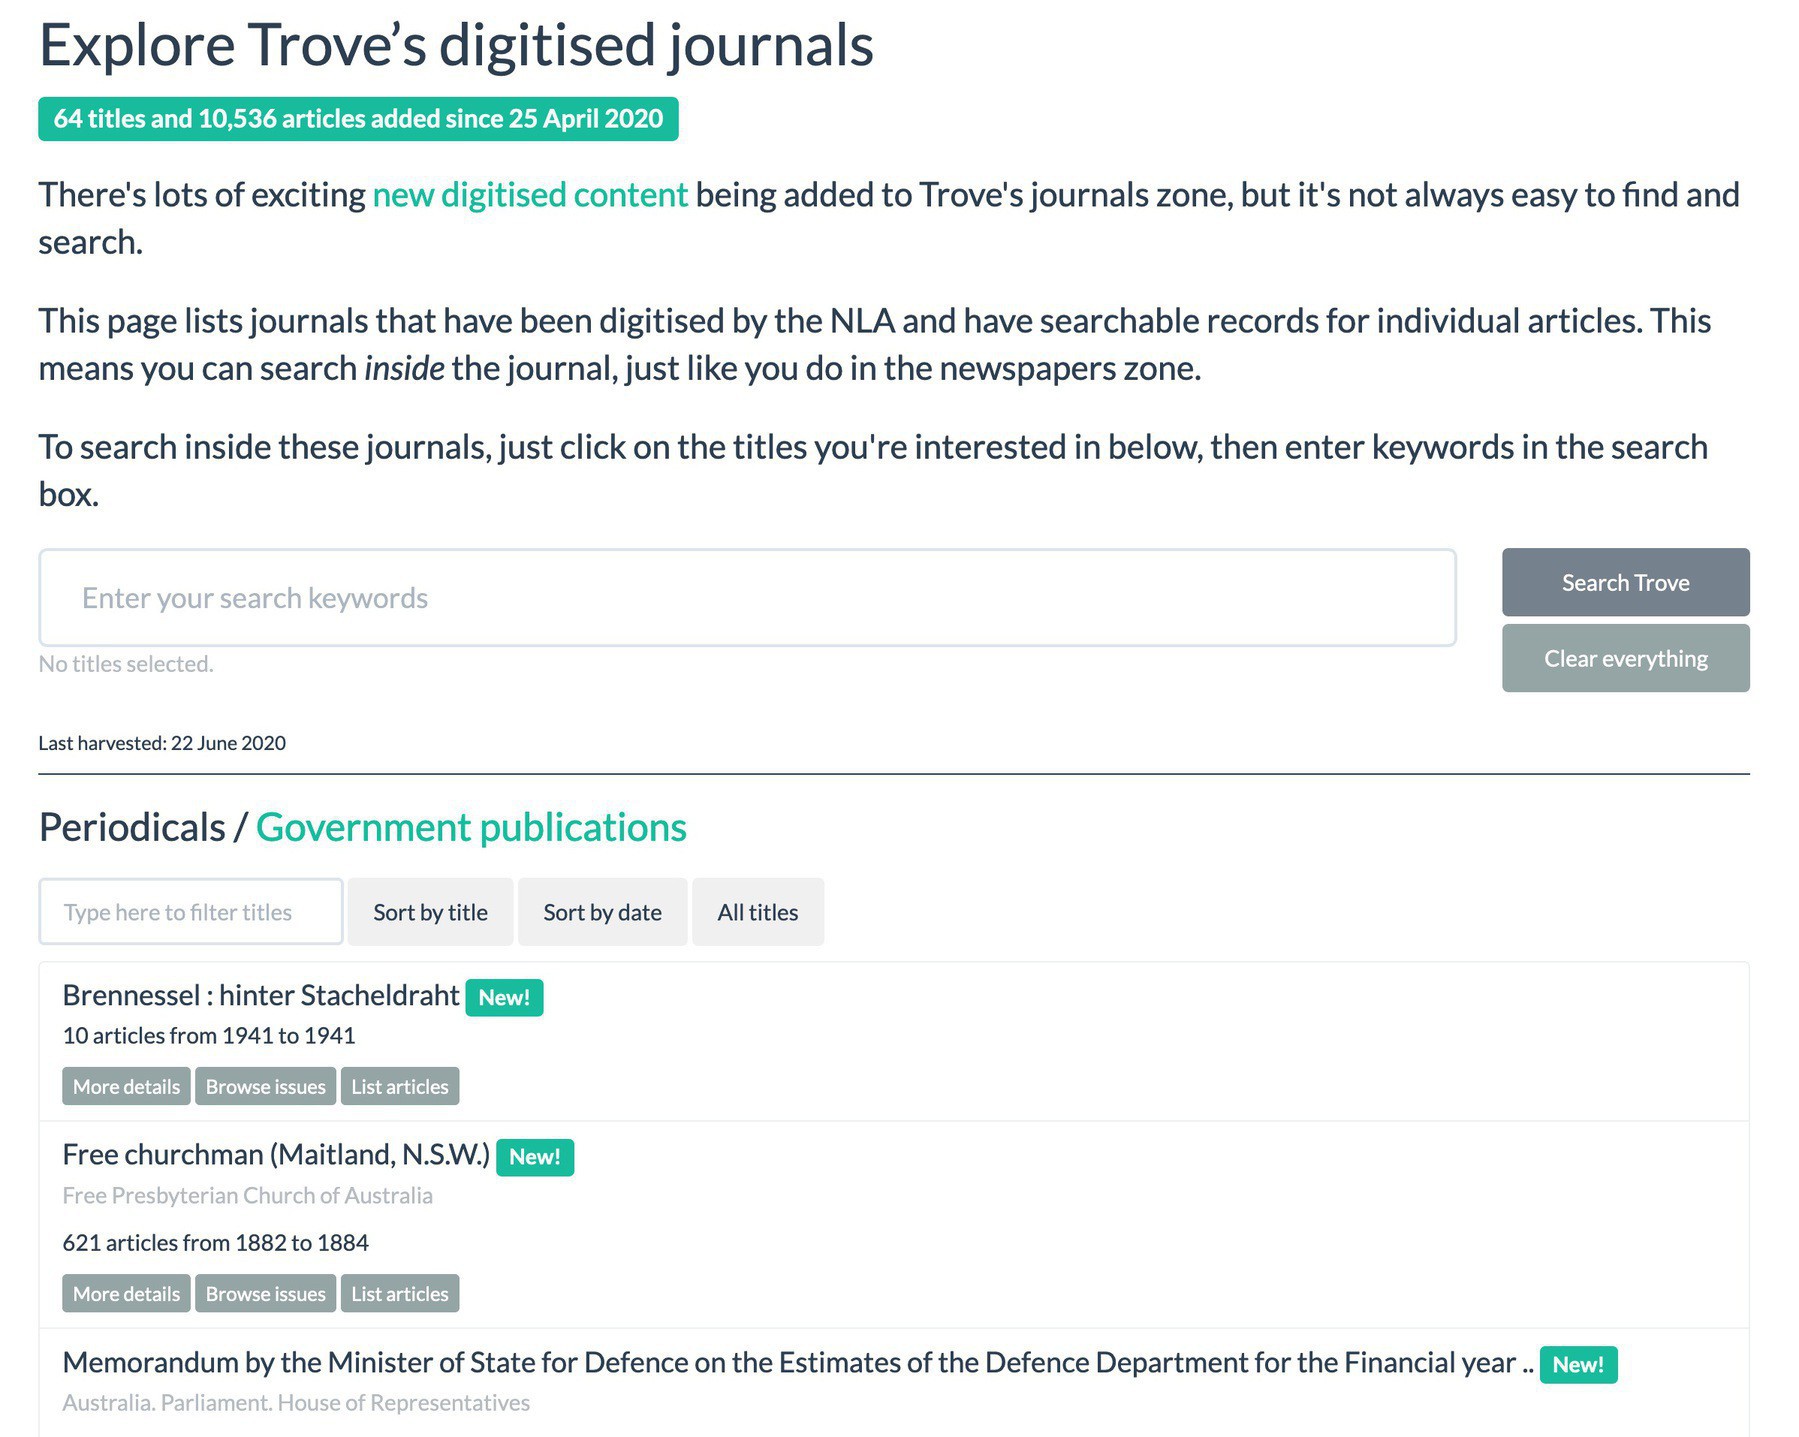 Explore Trove’s digitised journals
64 titles and 10,536 articles added since 25 April 2020
There's lots of exciting new digitised content being added to Trove's journals zone, but it's not always easy to find and
search.
This page lists journals that have been digitised by the NLA and have searchable records for individual articles. This
means you can search inside the journal, just like you do in the newspapers zone.
To search inside these journals, just click on the titles you're interested in below, then enter keywords in the search
box.
Enter your search keywords
Search Trove
Clear everything
No titles selected.
Last harvested: 22 June 2020
Periodicals / Government publications
Type here to filter titles Sort by title Sort by date All titles
Brennessel : hinter Stacheldraht New!
10 articles from 1941 to 1941
More details Browse issues List articles
Free churchman (Maitland, N.S.W.) New!
Free Presbyterian Church of Australia
621 articles from 1882 to 1884
More details Browse issues List articles
Memorandum by the Minister of State for Defence on the Estimates of the Defence Department for the Financial year .. New!
Australia. Parliament. House of Representatives